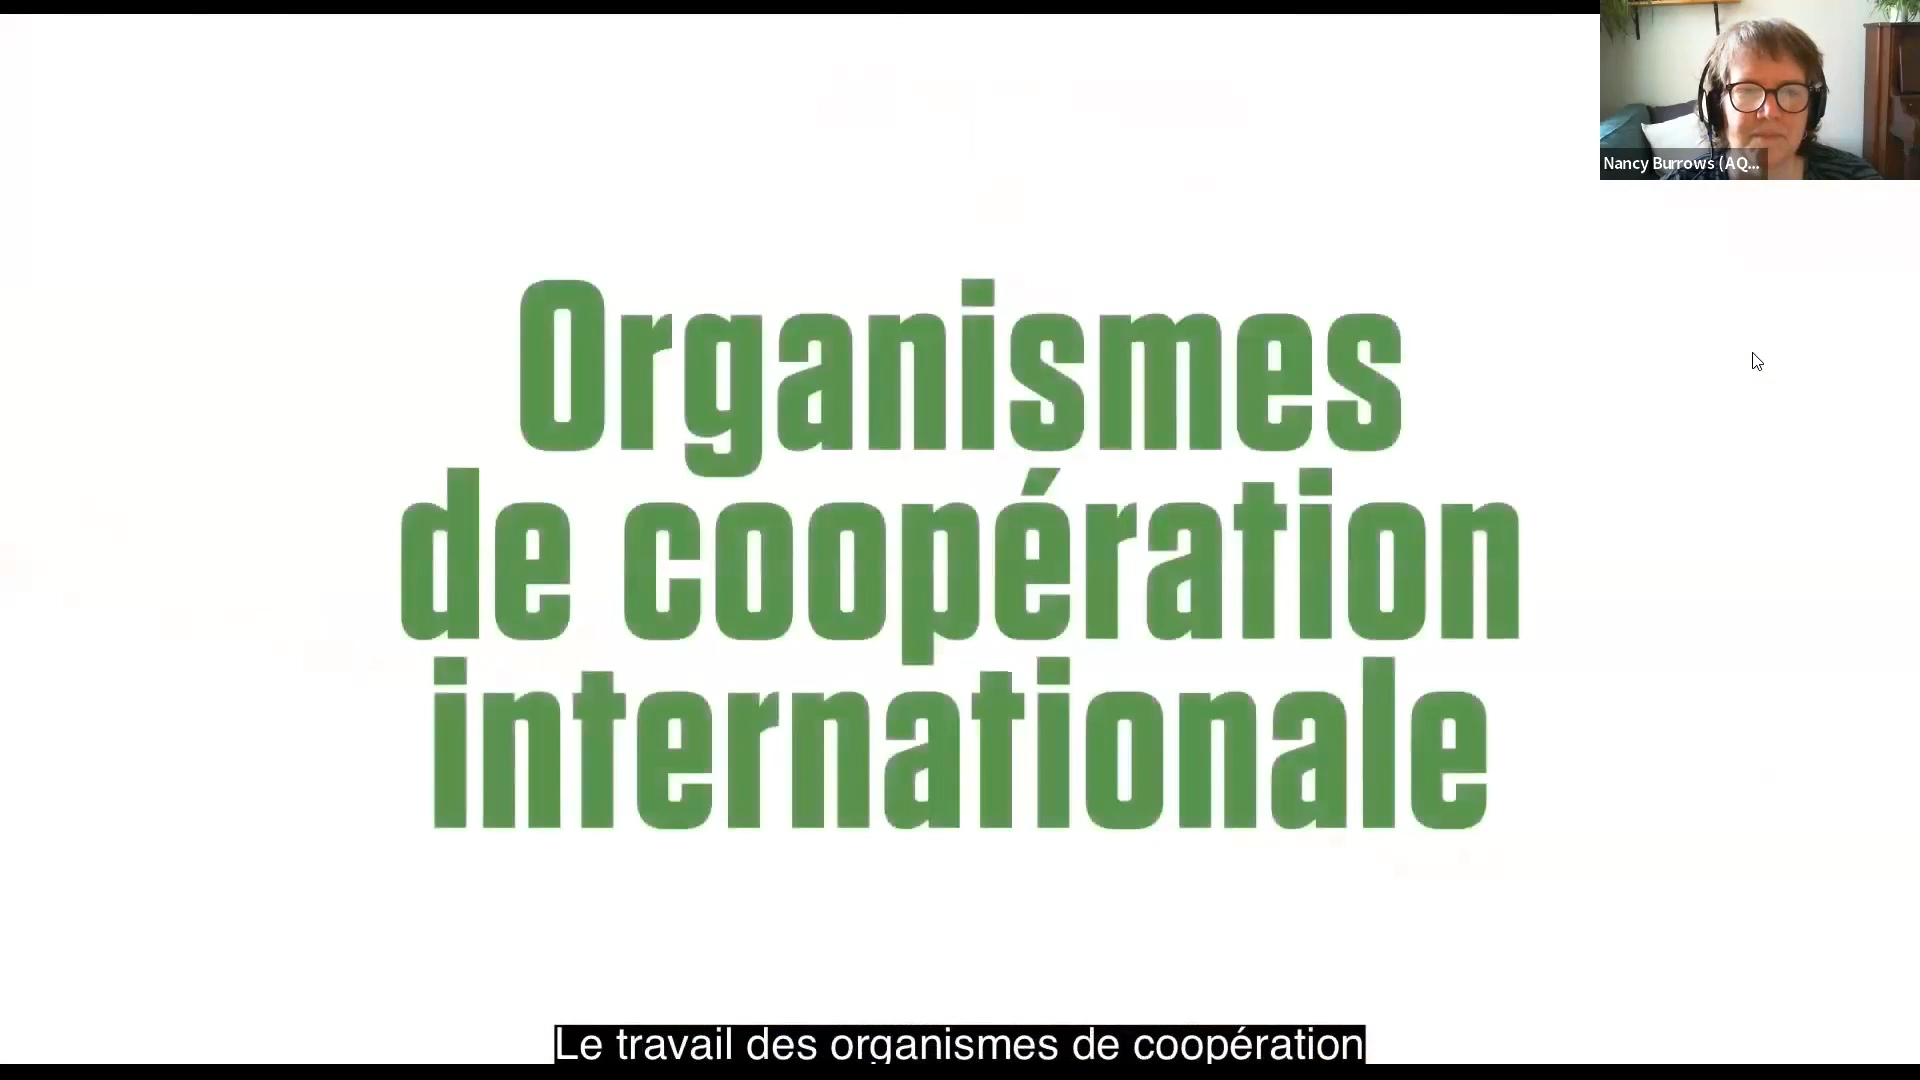 Nancy Burrows (AQ...
Organismes
de coopération
internationale
Le travail des organismes de coopération